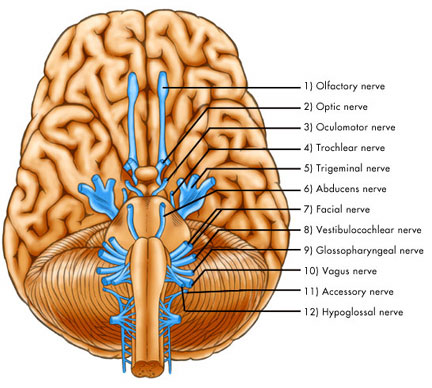 1) Olfactory nerve
2) Optic nerve
3) Oculomotor nerve
4) Trochlear nerve
5) Trigeminal nerve
6) Abducens nerve
7) Facial nerve
8) Vestibulocochlear nerve
9) Glossopharyngeal nerve
10) Vagus nerve
11) Accessory nerve
12) Hypoglossal nerve